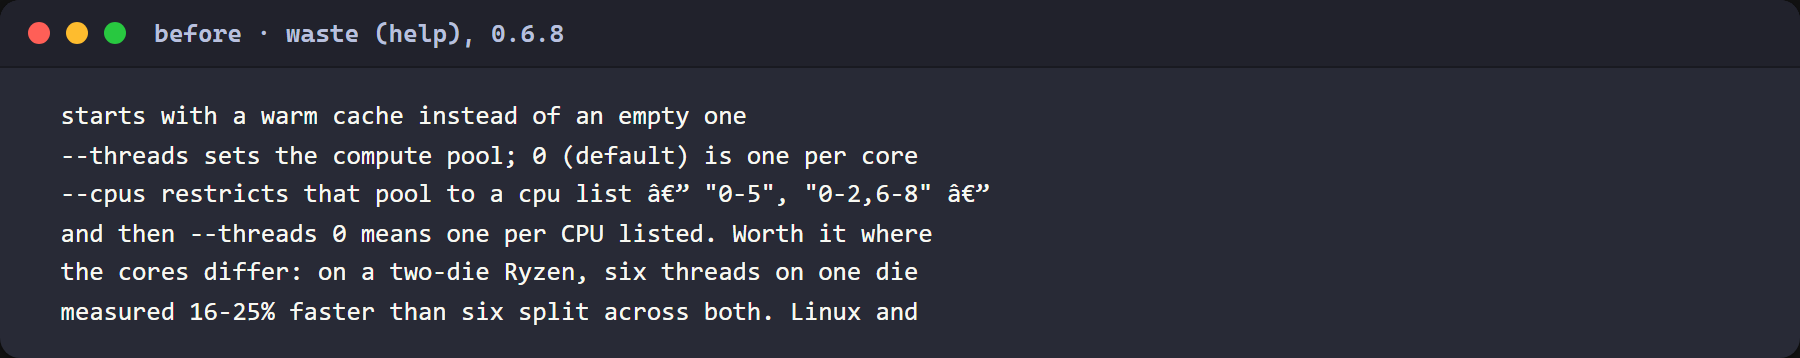 before · waste (help), 0.6.8
starts with a warm cache instead of an empty one
--threads sets the compute pool; 0 (default) is one per core
--cpus restricts that pool to a cpu list â€” "0-5", "0-2,6-8" â€”
and then --threads 0 means one per CPU listed. Worth it where
the cores differ: on a two-die Ryzen, six threads on one die
measured 16-25% faster than six split across both. Linux and